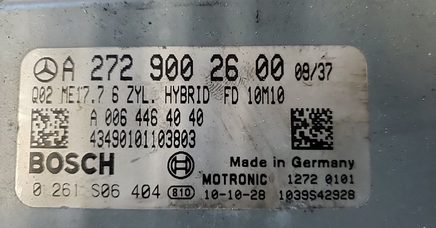 A 272 900 26 00 08/37
Q02 ME17.7 6 ZYL. HYBRID FD 10M10
A 006 446 40 40
43490101103803
BOSCH
Made in Germany
MOTRONIC 1272 0101
0 261 S06 404 810 10-10-28 1039S42928